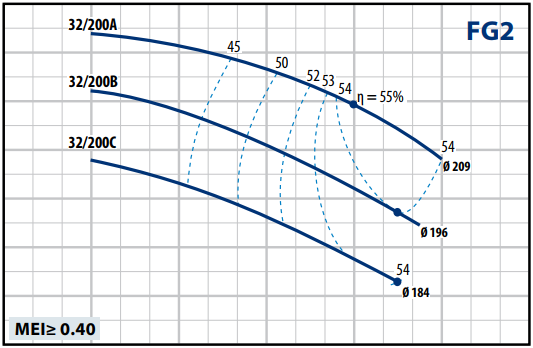 32/200A
FG2
45
50
32/200B
52
53
54
η = 55%
32/200C
54
Ø 209
Ø 196
54
Ø 184
MEI≥ 0.40